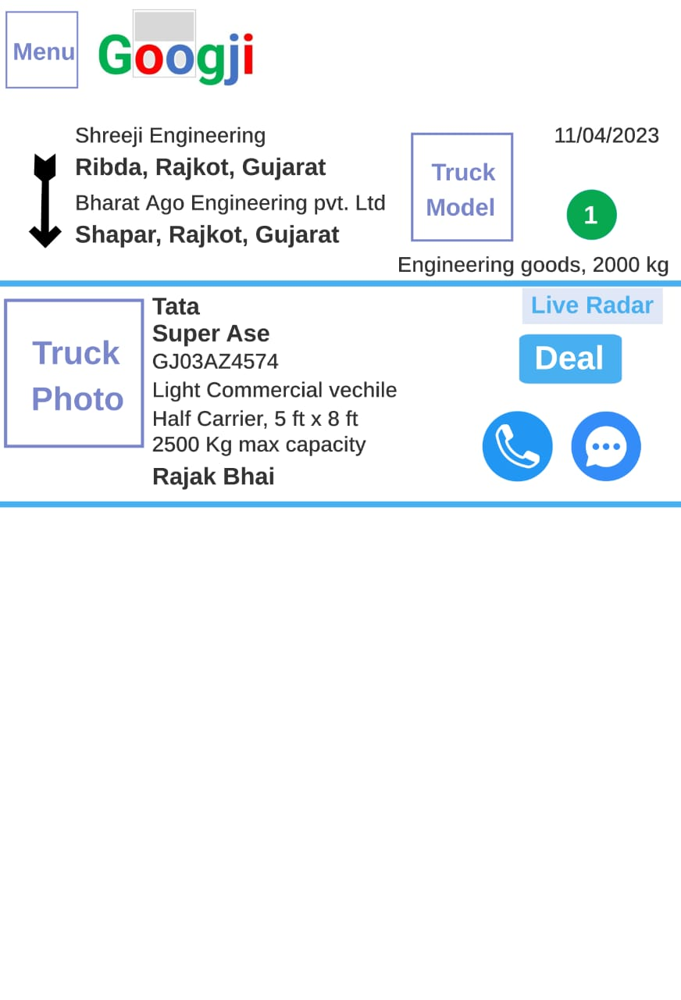 Menu
Googji
Shreeji Engineering
Ribda, Rajkot, Gujarat
Bharat Ago Engineering pvt. Ltd
Shapar, Rajkot, Gujarat
Truck
Model
11/04/2023
1
Engineering goods, 2000 kg
Truck
Photo
Tata
Super Ase
GJ03AZ4574
Light Commercial vechile
Half Carrier, 5 ft x 8 ft
2500 Kg max capacity
Rajak Bhai
Live Radar
Deal